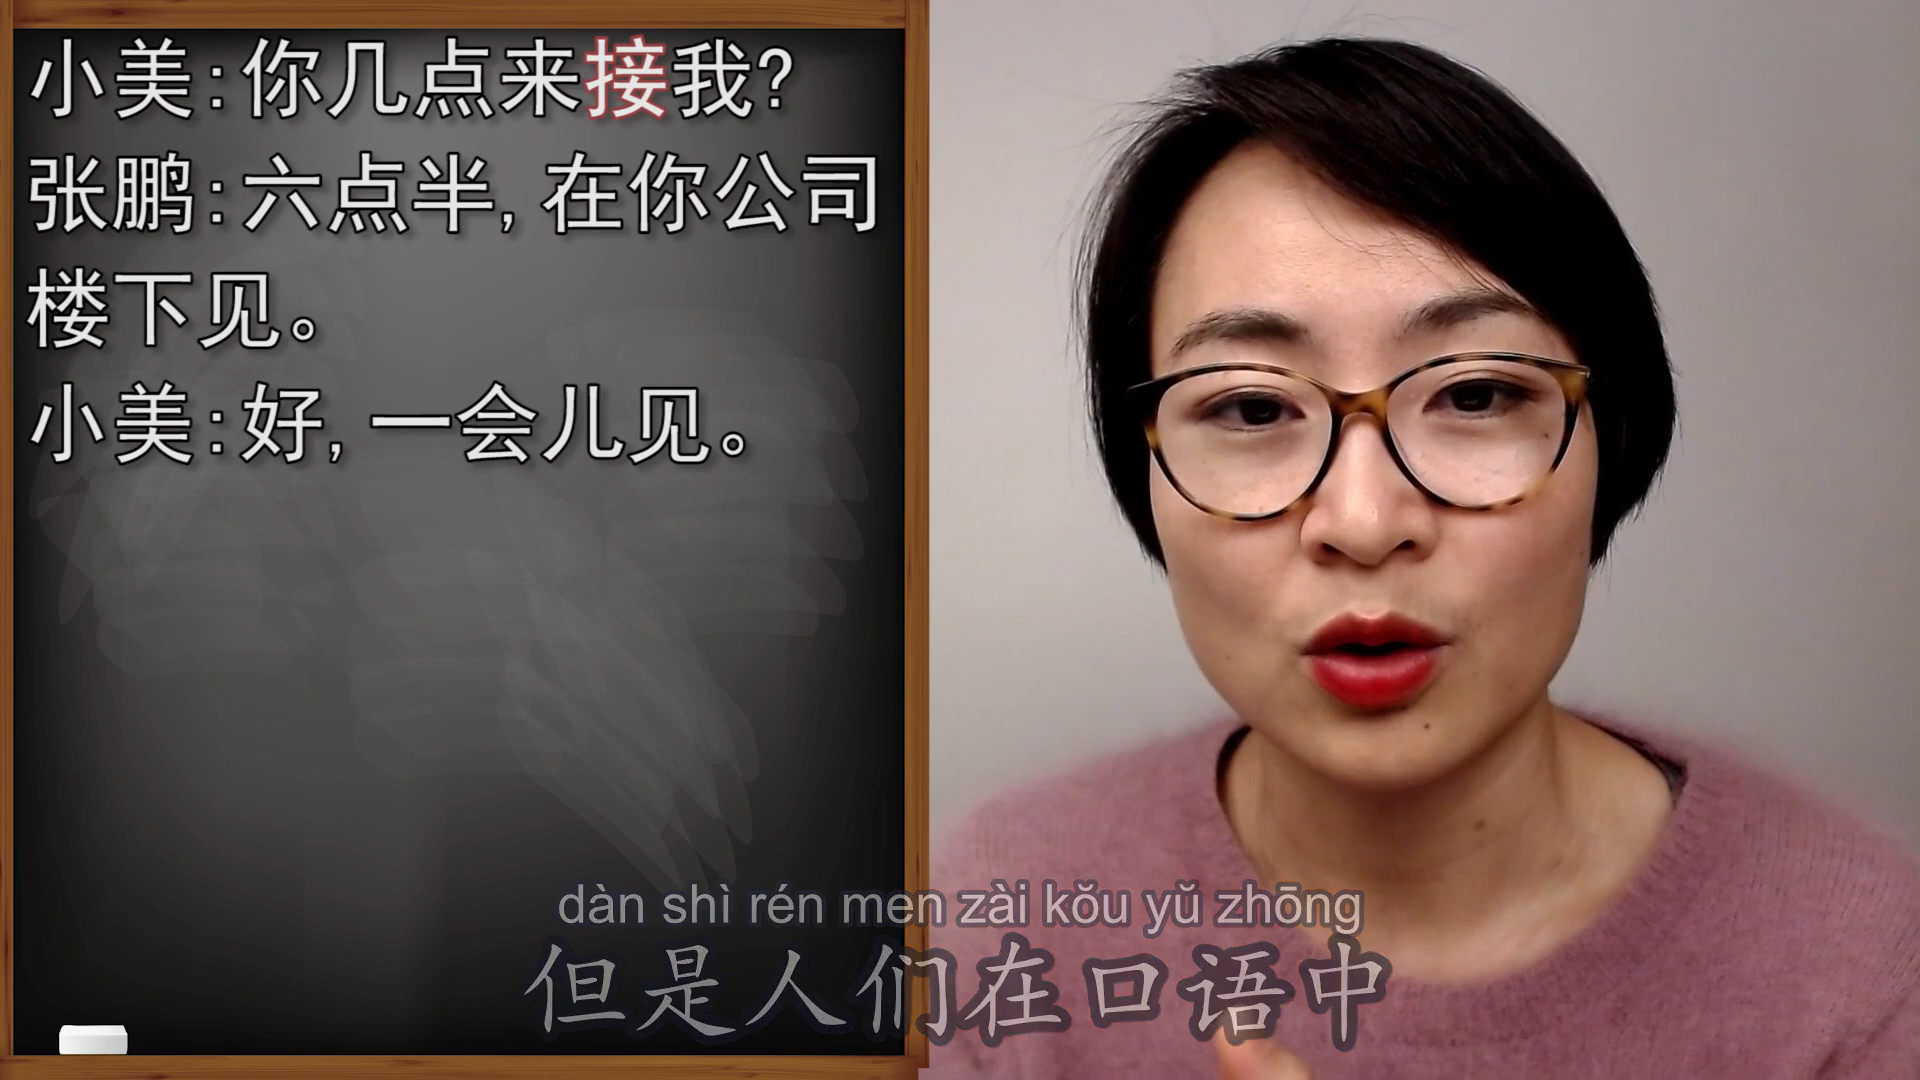 小美:你几点来接我?
张鹏:六点半,在你公司
楼下见。
小美:好,一会儿见。
dàn shì rén men zài kǒu yǔ zhōng
但是人们在口语中